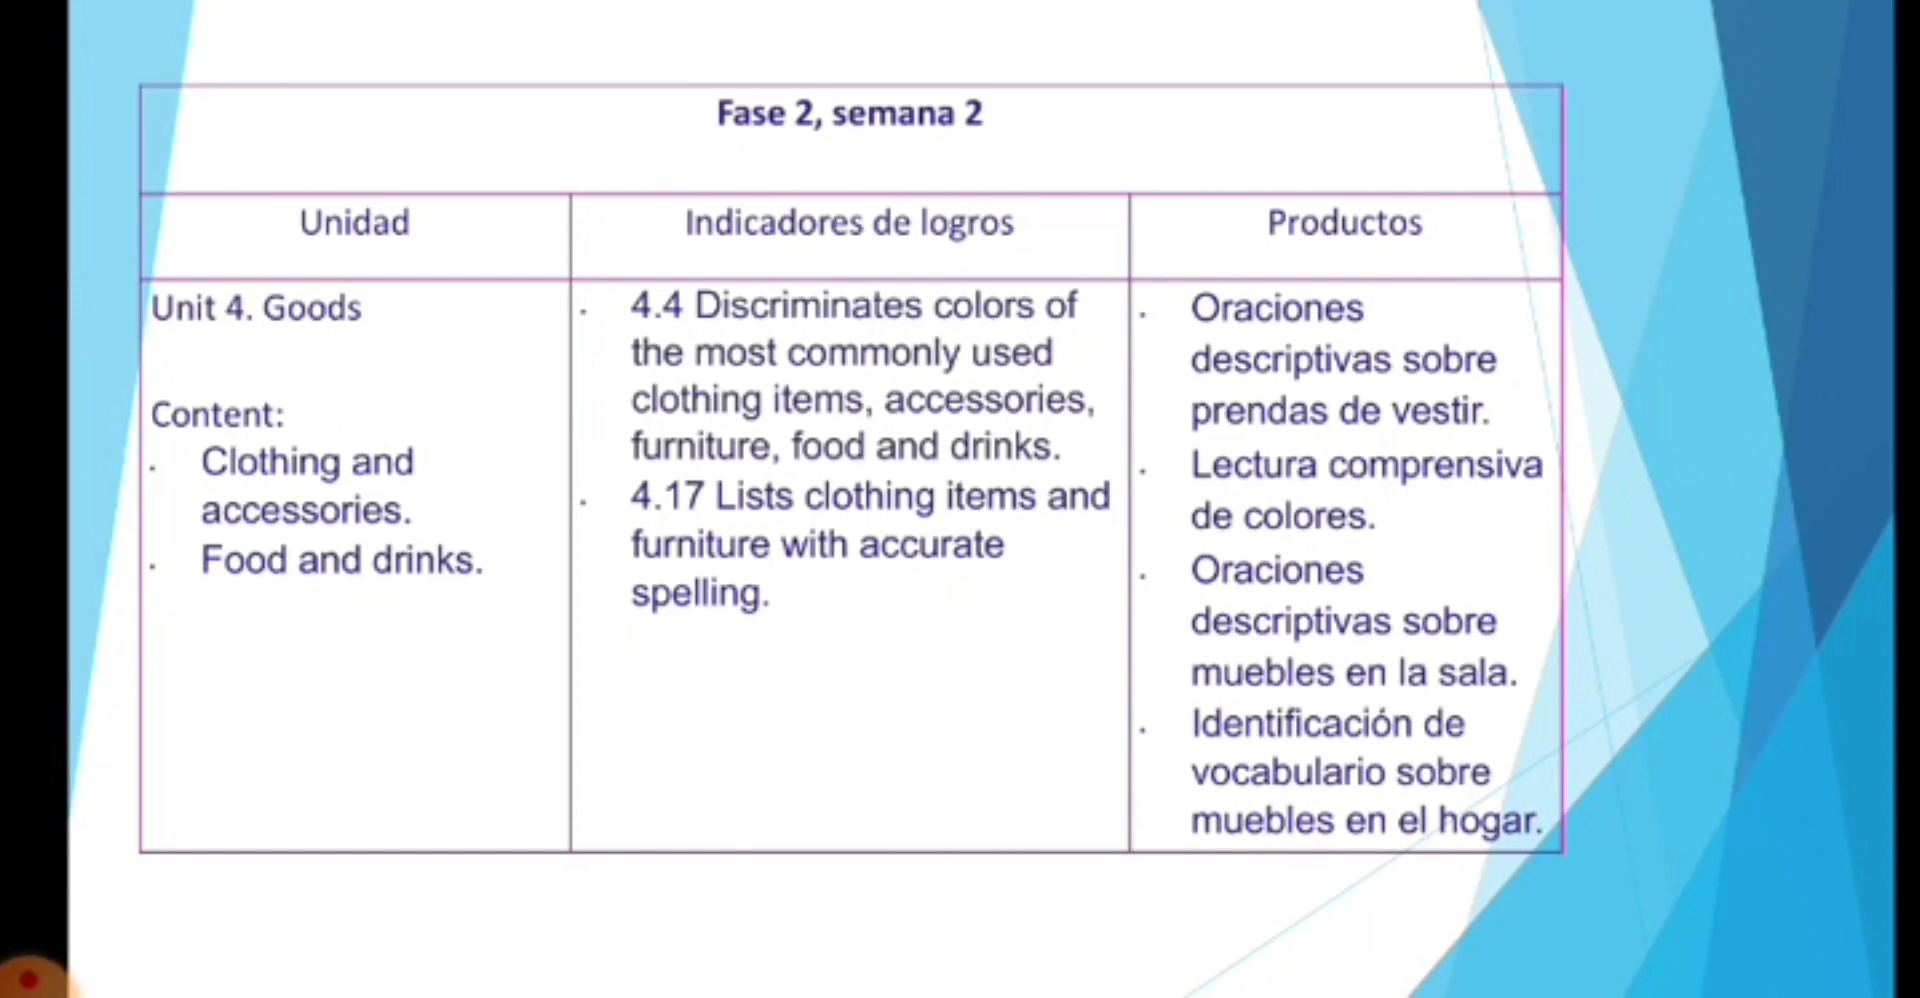 Fase 2, semana 2
Unidad
Indicadores de logros
Productos
Unit 4. Goods
Content:
· Clothing and
accessories.
· Food and drinks.
· 4.4 Discriminates colors of
the most commonly used
clothing items, accessories,
furniture, food and drinks.
· 4.17 Lists clothing items and
furniture with accurate
spelling.
· Oraciones
descriptivas sobre
prendas de vestir.
· Lectura comprensiva
de colores.
· Oraciones
descriptivas sobre
muebles en la sala.
· Identificación de
vocabulario sobre
muebles en el hogar.